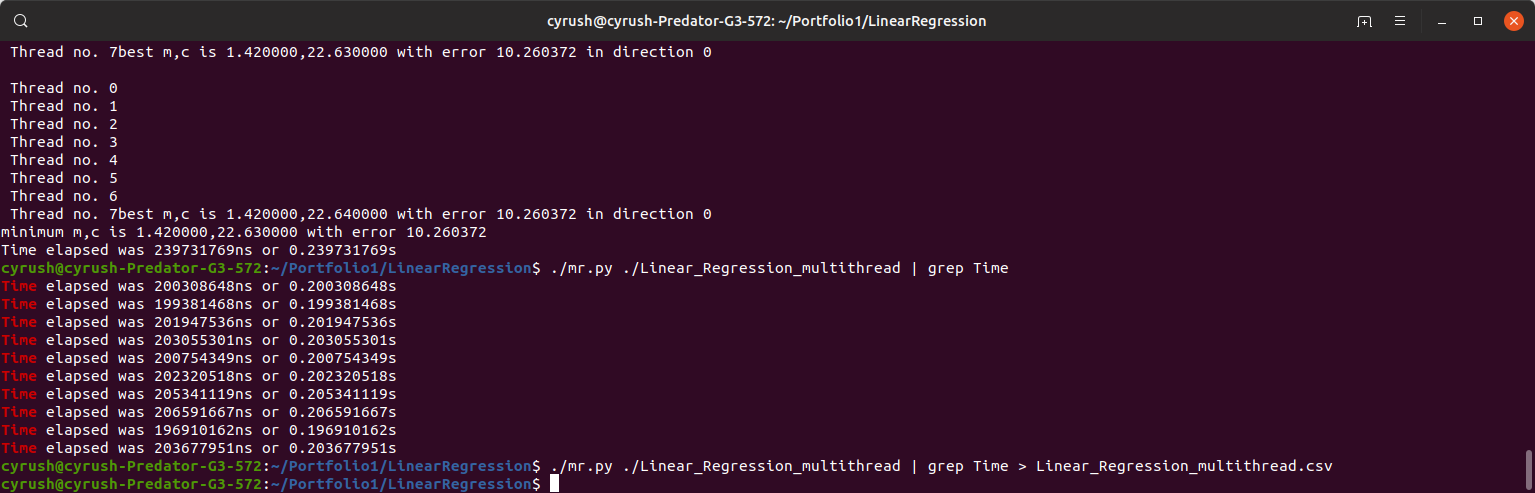 cyrush@cyrush-Predator-G3-572: ~/Portfolio1/LinearRegression
Thread no. 7best m,c is 1.420000,22.630000 with error 10.260372 in direction 0
Thread no. 0
Thread no. 1
Thread no. 2
Thread no. 3
Thread no. 4
Thread no. 5
Thread no. 6
Thread no. 7best m,c is 1.420000,22.640000 with error 10.260372 in direction 0
minimum m,c is 1.420000,22.630000 with error 10.260372
Time elapsed was 239731769ns or 0.239731769s
cyrush@cyrush-Predator-G3-572:~/Portfolio1/LinearRegression$ ./mr.py ./Linear_Regression_multithread | grep Time
Time elapsed was 200308648ns or 0.200308648s
Time elapsed was 199381468ns or 0.199381468s
Time elapsed was 201947536ns or 0.201947536s
Time elapsed was 203055301ns or 0.203055301s
Time elapsed was 200754349ns or 0.200754349s
Time elapsed was 202320518ns or 0.202320518s
Time elapsed was 205341119ns or 0.205341119s
Time elapsed was 206591667ns or 0.206591667s
Time elapsed was 196910162ns or 0.196910162s
Time elapsed was 203677951ns or 0.203677951s
cyrush@cyrush-Predator-G3-572:~/Portfolio1/LinearRegression$ ./mr.py ./Linear_Regression_multithread | grep Time > Linear_Regression_multithread.csv
cyrush@cyrush-Predator-G3-572:~/Portfolio1/LinearRegression$